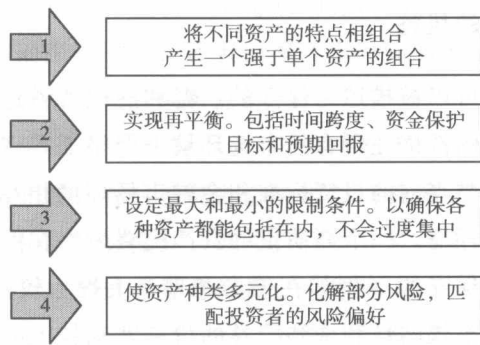 1
将不同资产的特点相组合
产生一个强于单个资产的组合
2
实现再平衡。包括时间跨度、资金保护
目标和预期回报
3
设定最大和最小的限制条件。以确保各
种资产都能包括在内，不会过度集中
4
使资产种类多元化。化解部分风险，匹
配投资者的风险偏好